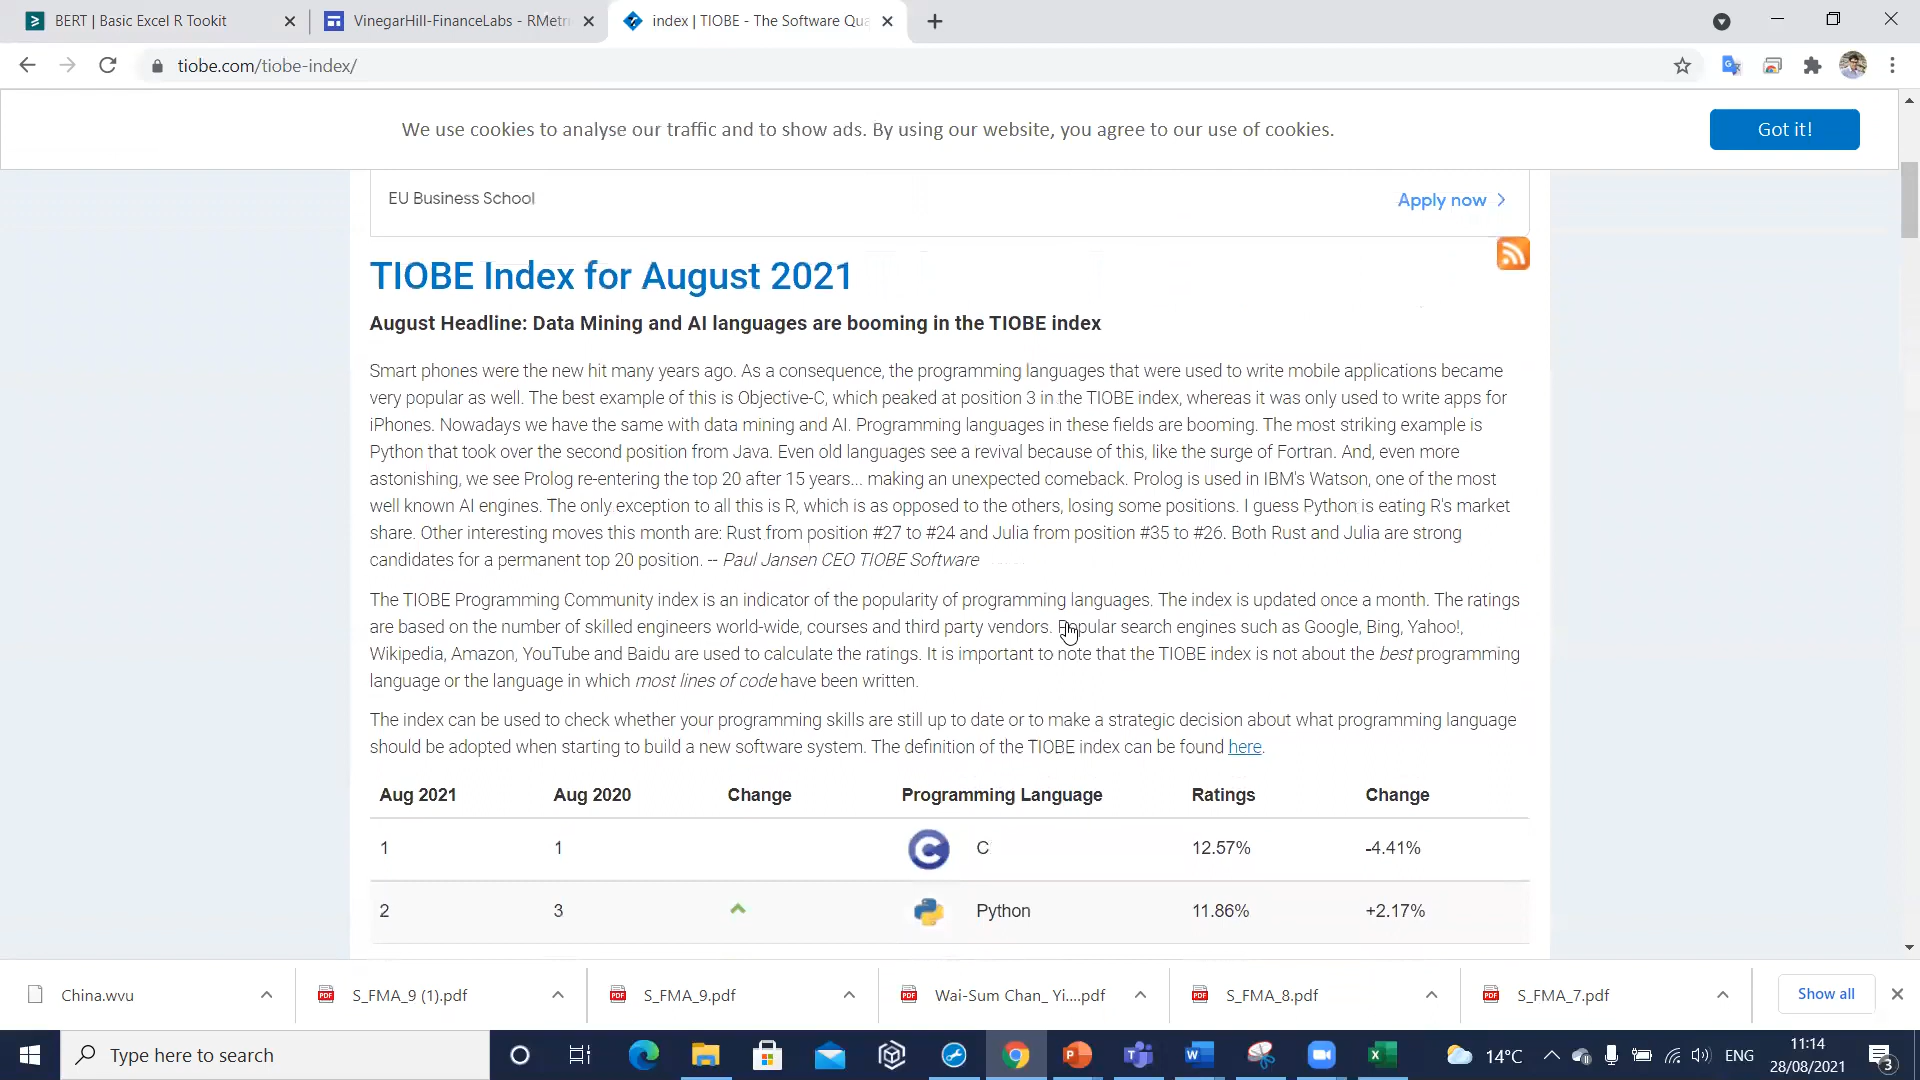 BERT | Basic Excel R Tookit
VinegarHill-FinanceLabs - RMetr
index | TIOBE - The Software Qua
tiobe.com/tiobe-index/
We use cookies to analyse our traffic and to show ads. By using our website, you agree to our use of cookies.
Got it!
EU Business School
Apply now
TIOBE Index for August 2021
August Headline: Data Mining and AI languages are booming in the TIOBE index
Smart phones were the new hit many years ago. As a consequence, the programming languages that were used to write mobile applications became
very popular as well. The best example of this is Objective-C, which peaked at position 3 in the TIOBE index, whereas it was only used to write apps for
iPhones. Nowadays we have the same with data mining and AI. Programming languages in these fields are booming. The most striking example is
Python that took over the second position from Java. Even old languages see a revival because of this, like the surge of Fortran. And, even more
astonishing, we see Prolog re-entering the top 20 after 15 years... making an unexpected comeback. Prolog is used in IBM's Watson, one of the most
well known AI engines. The only exception to all this is R, which is as opposed to the others, losing some positions. I guess Python is eating R's market
share. Other interesting moves this month are: Rust from position #27 to #24 and Julia from position #35 to #26. Both Rust and Julia are strong
candidates for a permanent top 20 position. -- Paul Jansen CEO TIOBE Software
The TIOBE Programming Community index is an indicator of the popularity of programming languages. The index is updated once a month. The ratings
are based on the number of skilled engineers world-wide, courses and third party vendors. Popular search engines such as Google, Bing, Yahoo!,
Wikipedia, Amazon, YouTube and Baidu are used to calculate the ratings. It is important to note that the TIOBE index is not about the best programming
language or the language in which most lines of code have been written.
The index can be used to check whether your programming skills are still up to date or to make a strategic decision about what programming language
should be adopted when starting to build a new software system. The definition of the TIOBE index can be found here.
Aug 2021 Aug 2020 Change Programming Language Ratings Change
1 1 C 12.57% -4.41%
2 3 Python 11.86% +2.17%
China.wvu
S_FMA_9 (1).pdf
S_FMA_9.pdf
Wai-Sum Chan_ Yi....pdf
S_FMA_8.pdf
S_FMA_7.pdf
Show all
Type here to search
14°C
ENG
11:14
28/08/2021
3